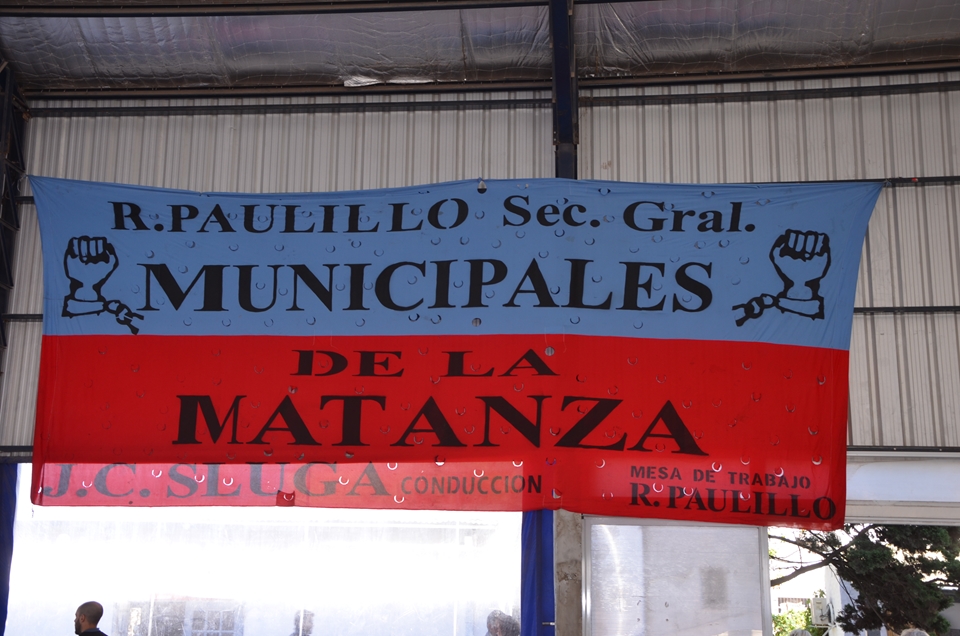 R. PAULILLO Sec. Gral.
MUNICIPALES
DE LA
MATANZA
J.C. SLUGA CONDUCCION
MESA DE TRABAJO
R. PAULILLO